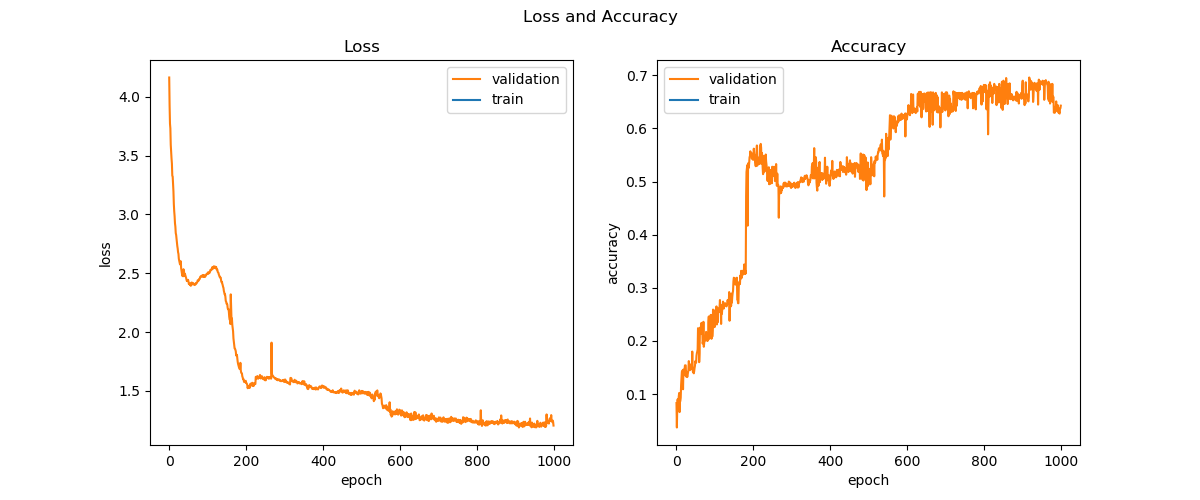 Loss and Accuracy
Loss
validation
train
4.0
3.5
3.0
2.5
2.0
1.5
0
200
400
600
800
1000
epoch
loss
Accuracy
validation
train
0.7
0.6
0.5
0.4
0.3
0.2
0.1
0
200
400
600
800
1000
epoch
accuracy